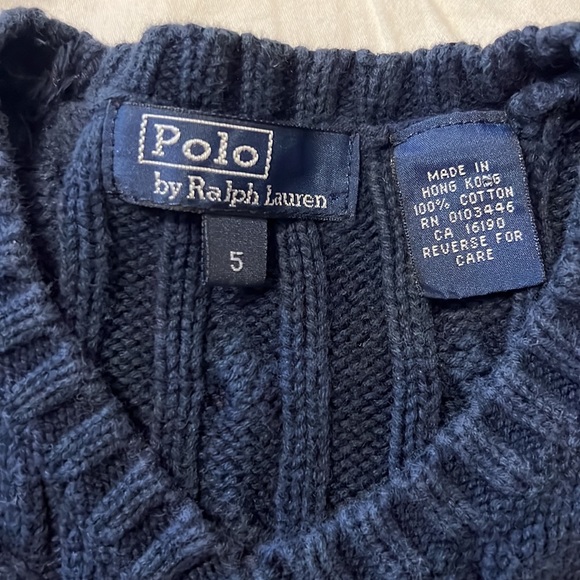 Polo
by Ralph Lauren
5
MADE IN
HONG KONG
100% COTTON
RN 0103446
CA 16190
REVERSE FOR
CARE